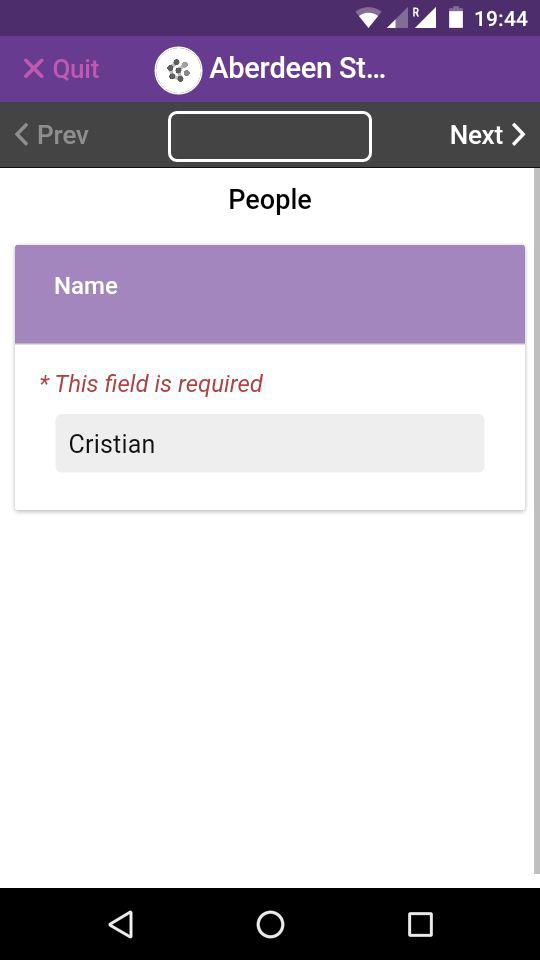 R 19:44
Quit Aberdeen St...
Prev Next
People
Name
* This field is required
Cristian